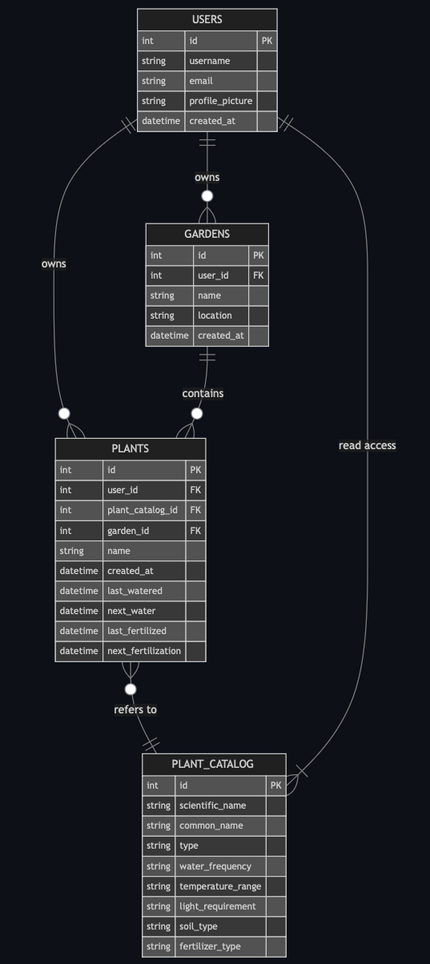 USERS
int id PK
string username
string email
string profile_picture
datetime created_at
owns
GARDENS
int id PK
int user_id FK
string name
string location
datetime created_at
owns
contains
read access
PLANTS
int id PK
int user_id FK
int plant_catalog_id FK
int garden_id FK
string name
datetime created_at
datetime last_watered
datetime next_water
datetime last_fertilized
datetime next_fertilization
refers to
PLANT_CATALOG
int id PK
string scientific_name
string common_name
string type
string water_frequency
string temperature_range
string light_requirement
string soil_type
string fertilizer_type